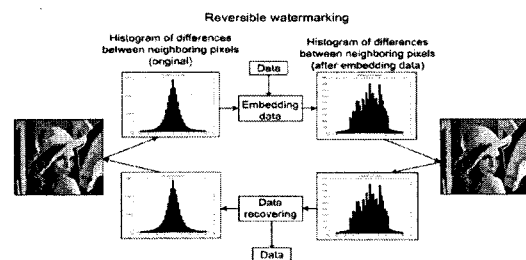 Reversible watermarking
Histogram of differences
between neighboring pixels
(original)
Histogram of differences
between neighboring pixels
(after embedding data)
Data
Embedding
data
Data
recovering
Data